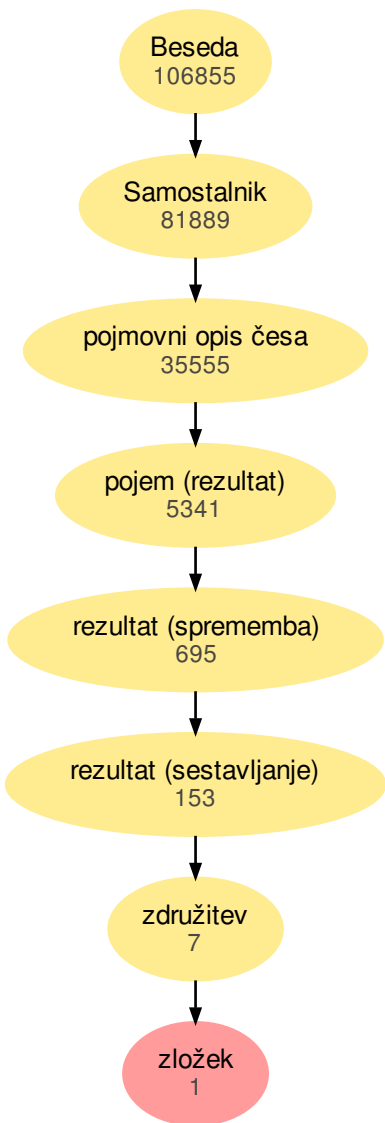 Beseda
106855
Samostalnik
81889
pojmovni opis česa
35555
pojem (rezultat)
5341
rezultat (sprememba)
695
rezultat (sestavljanje)
153
združitev
7
zložek
1